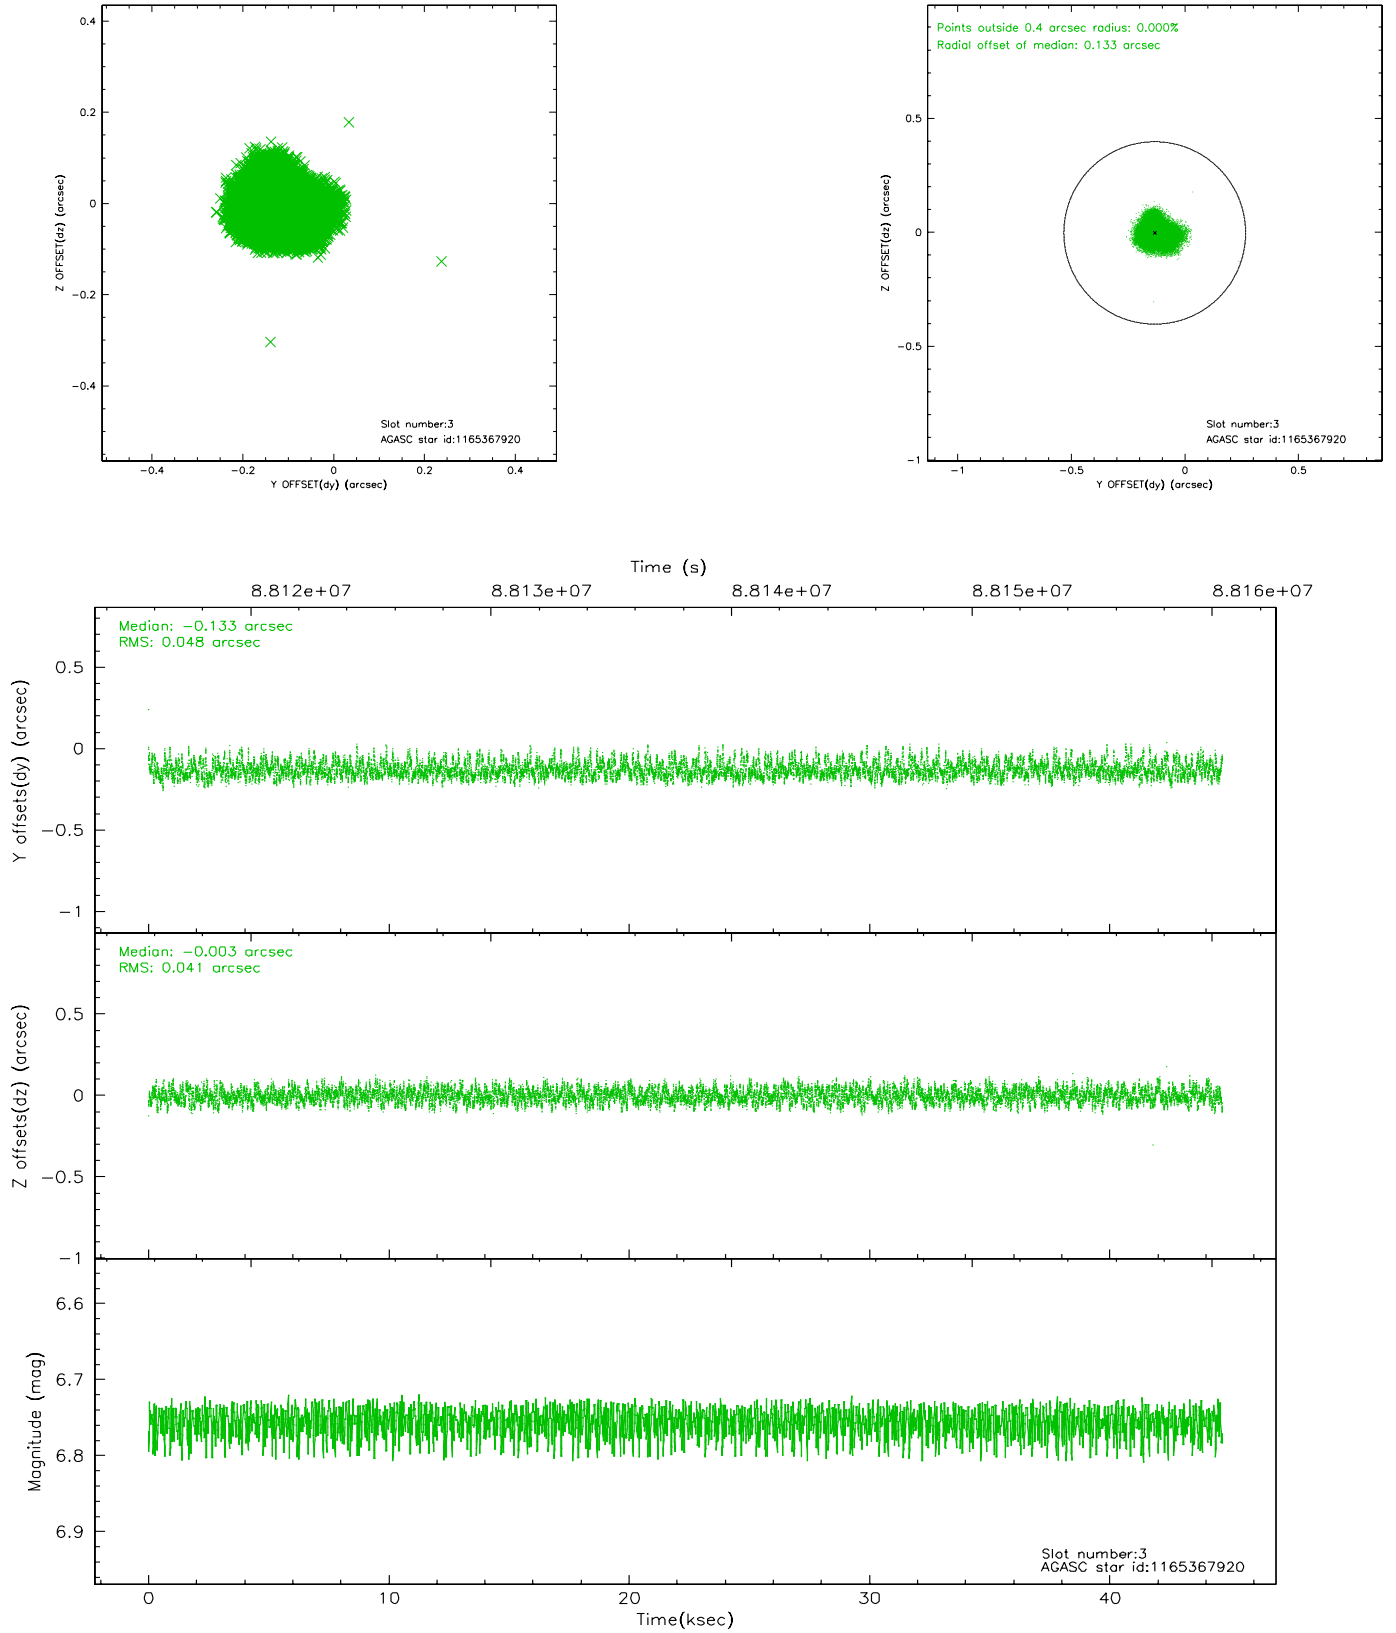 0.4
0.2
0
−0.2
−0.4
Z OFFSET(dz) (arcsec)
Slot number:3
AGASC star id:1165367920
−0.4 −0.2 0 0.2 0.4
Y OFFSET(dy) (arcsec)
Points outside 0.4 arcsec radius: 0.000%
Radial offset of median: 0.133 arcsec
0.5
0
−0.5
−1
Z OFFSET(dz) (arcsec)
Slot number:3
AGASC star id:1165367920
−1 −0.5 0 0.5
Y OFFSET(dy) (arcsec)
Time (s)
8.812e+07 8.813e+07 8.814e+07 8.815e+07 8.816e+07
Median: −0.133 arcsec
RMS: 0.048 arcsec
0.5
0
−0.5
−1
Y offsets(dy) (arcsec)
Median: −0.003 arcsec
RMS: 0.041 arcsec
0.5
0
−0.5
−1
Z offsets(dz) (arcsec)
6.6
6.7
6.8
6.9
Magnitude (mag)
Slot number:3
AGASC star id:1165367920
0 10 20 30 40
Time(ksec)